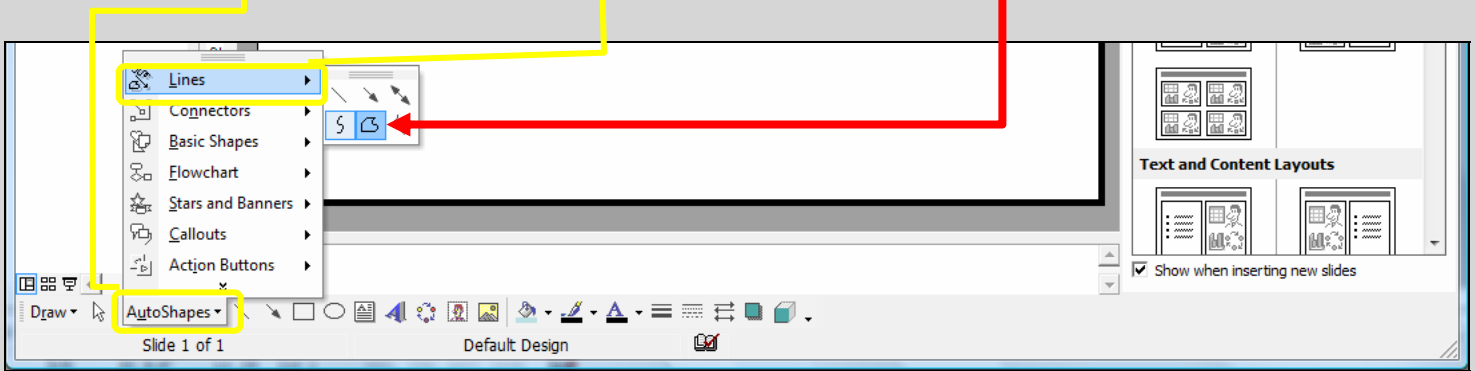 Lines
Connectors
Basic Shapes
Flowchart
Stars and Banners
Callouts
Action Buttons
Text and Content Layouts
Show when inserting new slides
Draw AutoShapes
Slide 1 of 1 Default Design